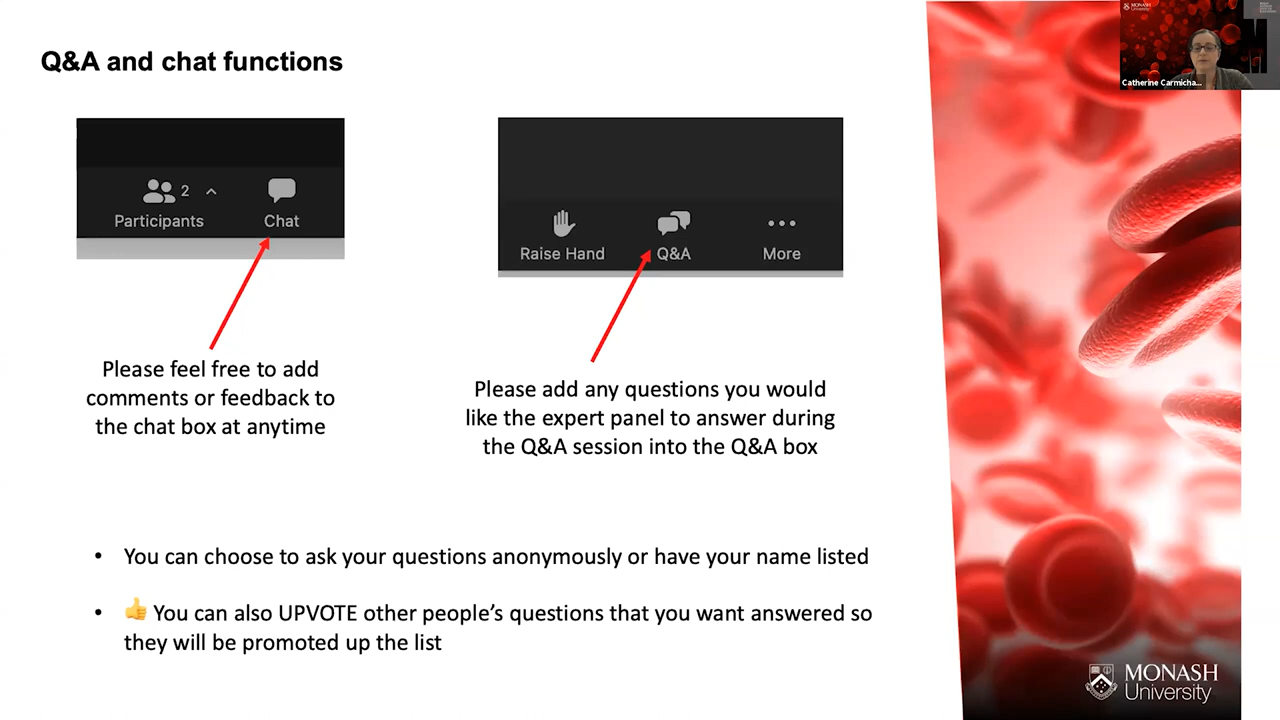 Q&A and chat functions
MONASH
University
Catherine Carmicha...
Participants
2
Chat
Raise Hand
Q&A
More
Please feel free to add
comments or feedback to
the chat box at anytime
Please add any questions you would
like the expert panel to answer during
the Q&A session into the Q&A box
• You can choose to ask your questions anonymously or have your name listed
• 👍 You can also UPVOTE other people’s questions that you want answered so
they will be promoted up the list
MONASH
University